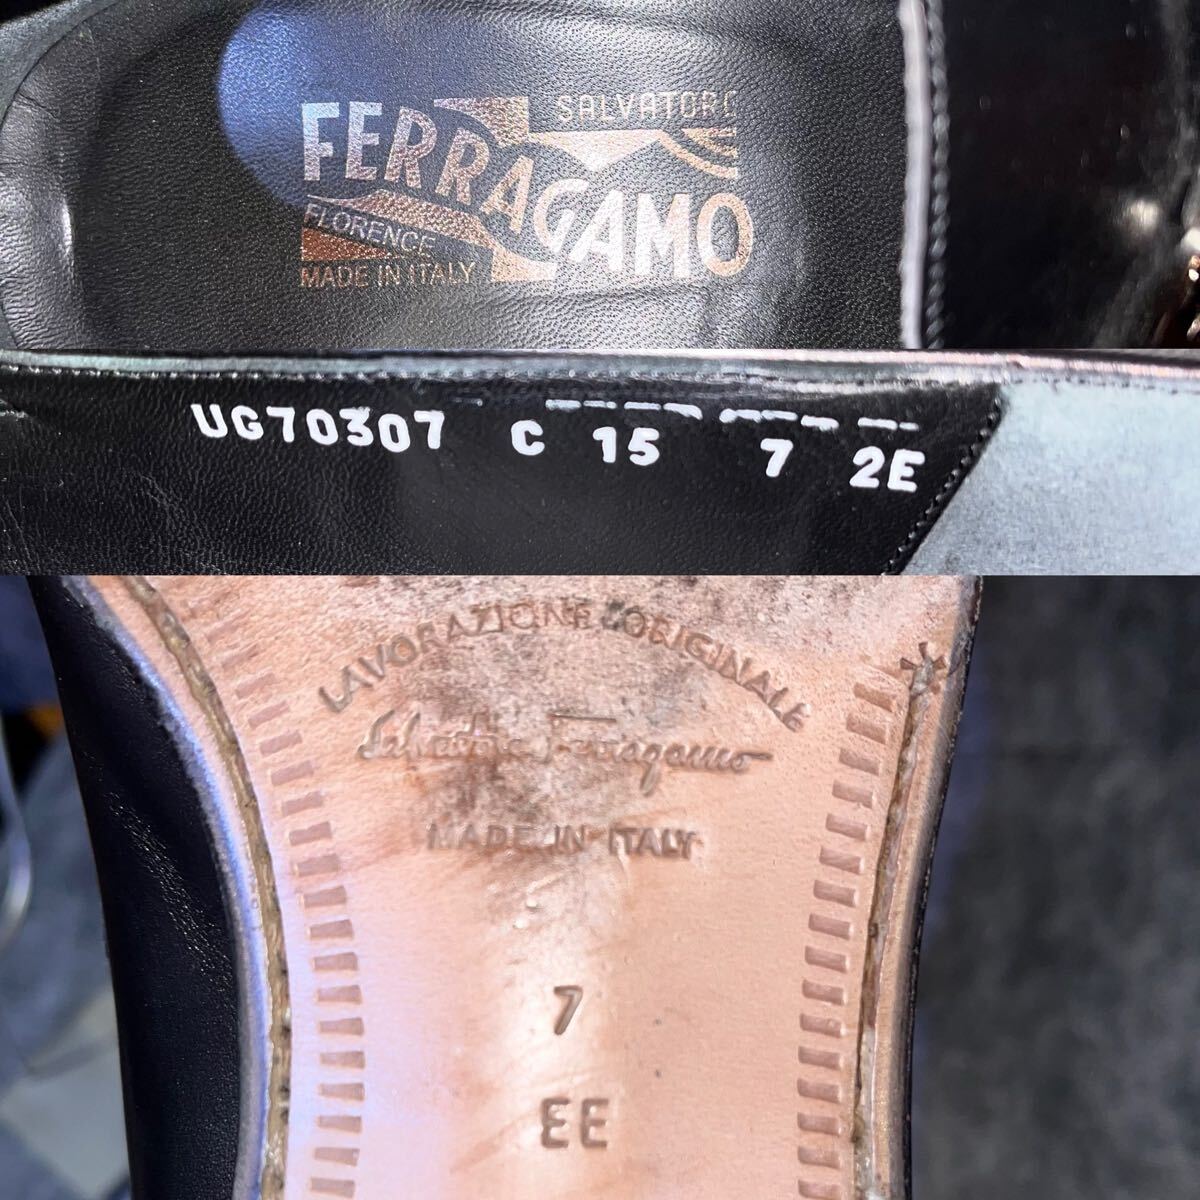 SALVATORE
FERRAGAMO
FLORENCE
MADE IN ITALY
UG70307 C 15 7 2E
LAVORAZIONE ORIGINALE
Salvatore Ferragamo
MADE IN ITALY
7
EE